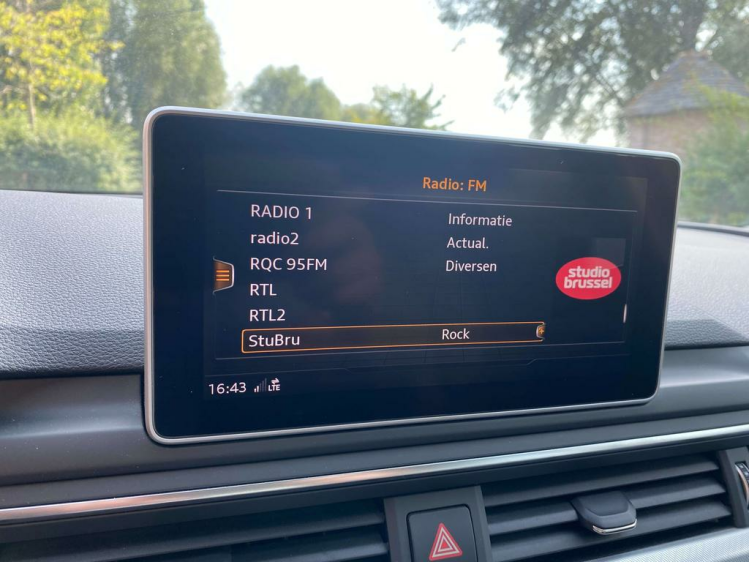 Radio: FM
RADIO 1 Informatie
radio2 Actual.
RQC 95FM Diversen
RTL
RTL2
StuBru Rock
studio
brussel
16:43 LTE